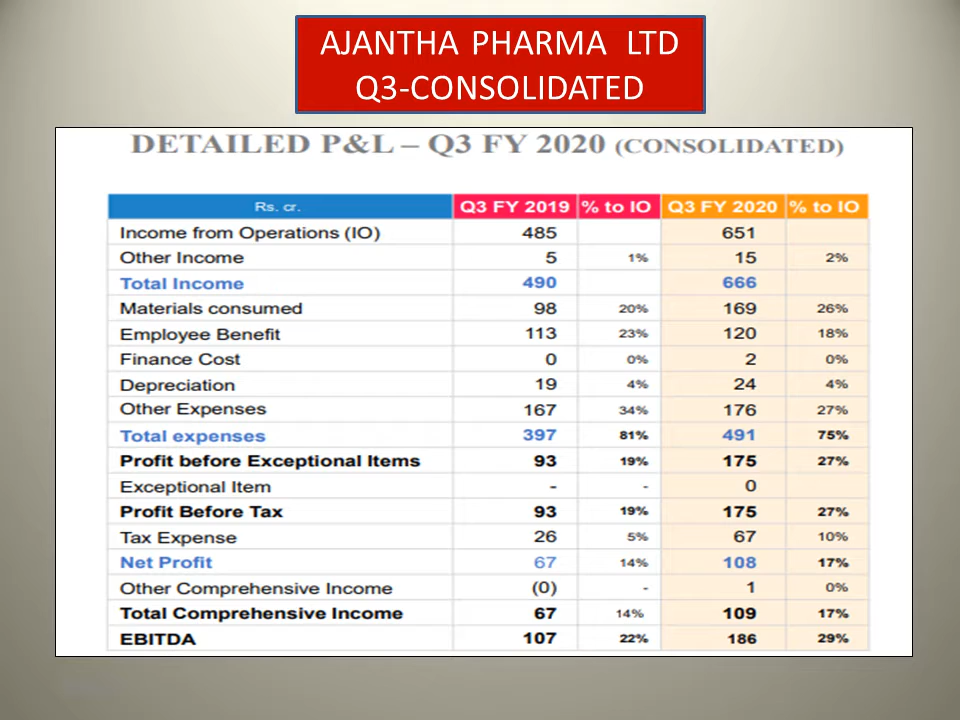 AJANTHA PHARMA LTD
Q3-CONSOLIDATED
DETAILED P&L – Q3 FY 2020 (CONSOLIDATED)
Rs. cr. Q3 FY 2019 % to IO Q3 FY 2020 % to IO
Income from Operations (IO) 485 651
Other Income 5 1% 15 2%
Total Income 490 666
Materials consumed 98 20% 169 26%
Employee Benefit 113 23% 120 18%
Finance Cost 0 0% 2 0%
Depreciation 19 4% 24 4%
Other Expenses 167 34% 176 27%
Total expenses 397 81% 491 75%
Profit before Exceptional Items 93 19% 175 27%
Exceptional Item - - 0
Profit Before Tax 93 19% 175 27%
Tax Expense 26 5% 67 10%
Net Profit 67 14% 108 17%
Other Comprehensive Income (0) - 1 0%
Total Comprehensive Income 67 14% 109 17%
EBITDA 107 22% 186 29%